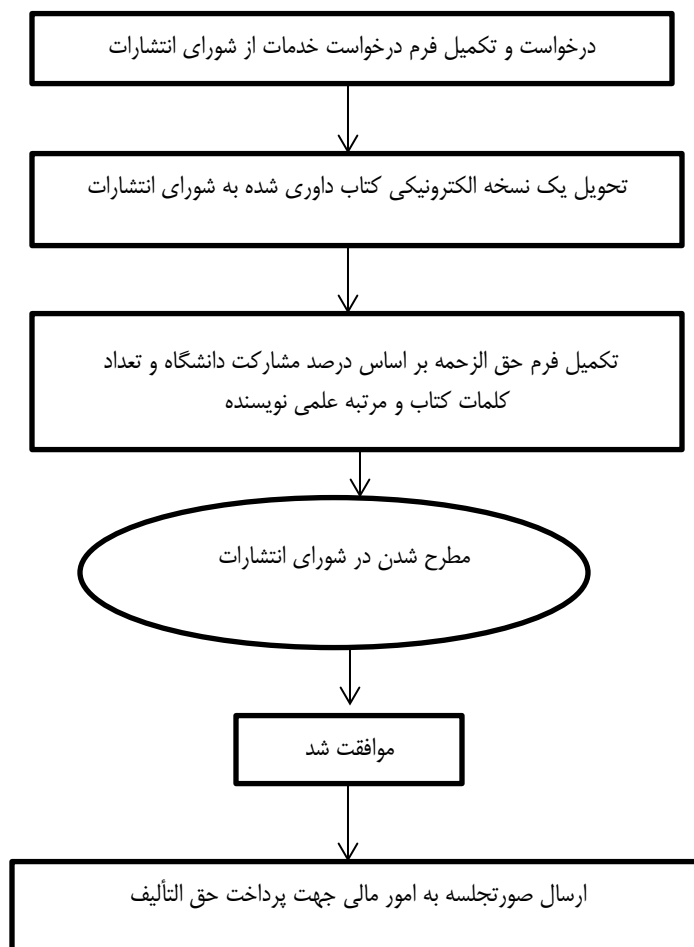 درخواست و تکمیل فرم درخواست خدمات از شورای انتشارات
تحویل یک نسخه الکترونیکی کتاب داوری شده به شورای انتشارات
تکمیل فرم حق الزحمه بر اساس درصد مشارکت دانشگاه و تعداد
کلمات کتاب و مرتبه علمی نویسنده
مطرح شدن در شورای انتشارات
موافقت شد
ارسال صورتجلسه به امور مالی جهت پرداخت حق التألیف